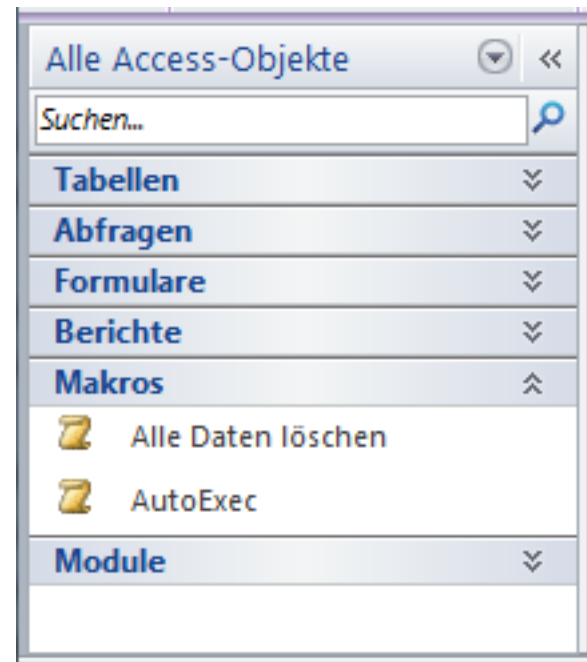 Alle Access-Objekte
Suchen...
Tabellen
Abfragen
Formulare
Berichte
Makros
Alle Daten löschen
AutoExec
Module